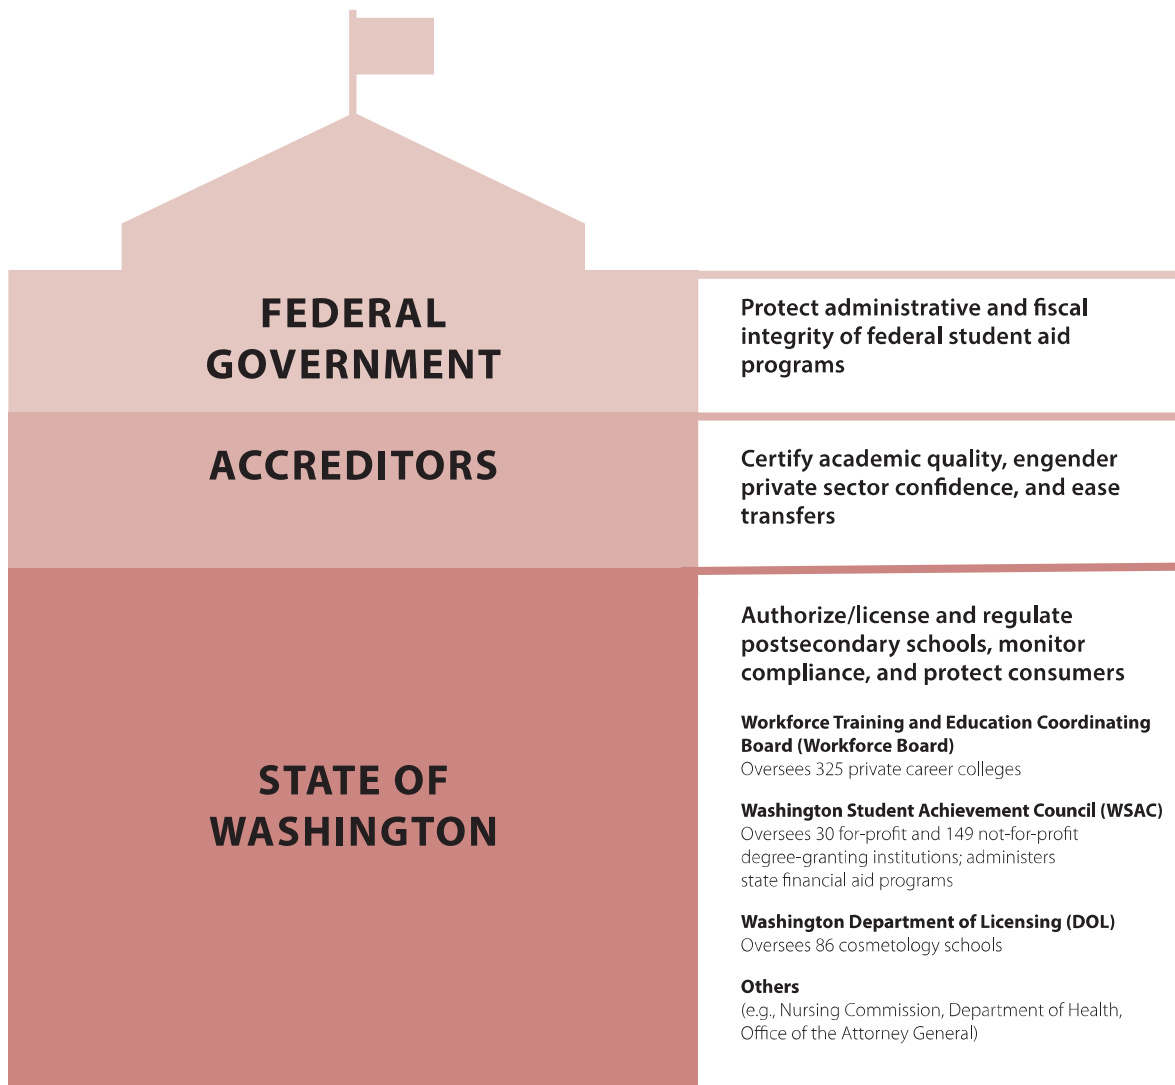 FEDERAL
GOVERNMENT
Protect administrative and fiscal
integrity of federal student aid
programs
ACCREDITORS
Certify academic quality, engender
private sector confidence, and ease
transfers
STATE OF
WASHINGTON
Authorize/license and regulate
postsecondary schools, monitor
compliance, and protect consumers
Workforce Training and Education Coordinating
Board (Workforce Board)
Oversees 325 private career colleges
Washington Student Achievement Council (WSAC)
Oversees 30 for-profit and 149 not-for-profit
degree-granting institutions; administers
state financial aid programs
Washington Department of Licensing (DOL)
Oversees 86 cosmetology schools
Others
(e.g., Nursing Commission, Department of Health,
Office of the Attorney General)